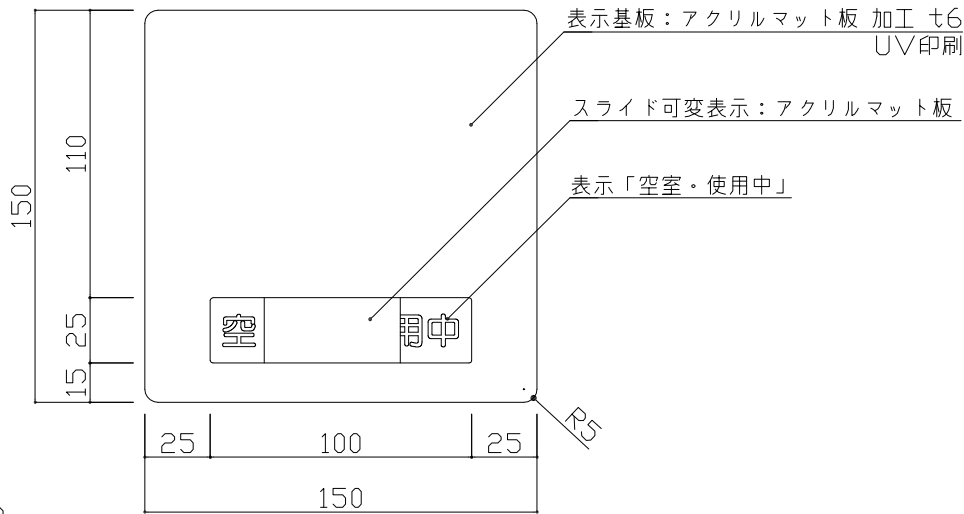 表示基板：アクリルマット板 加工 t6
UV印刷
スライド可変表示：アクリルマット板
表示「空室・使用中」
150
110
25
15
空
用中
R5
25
100
25
150